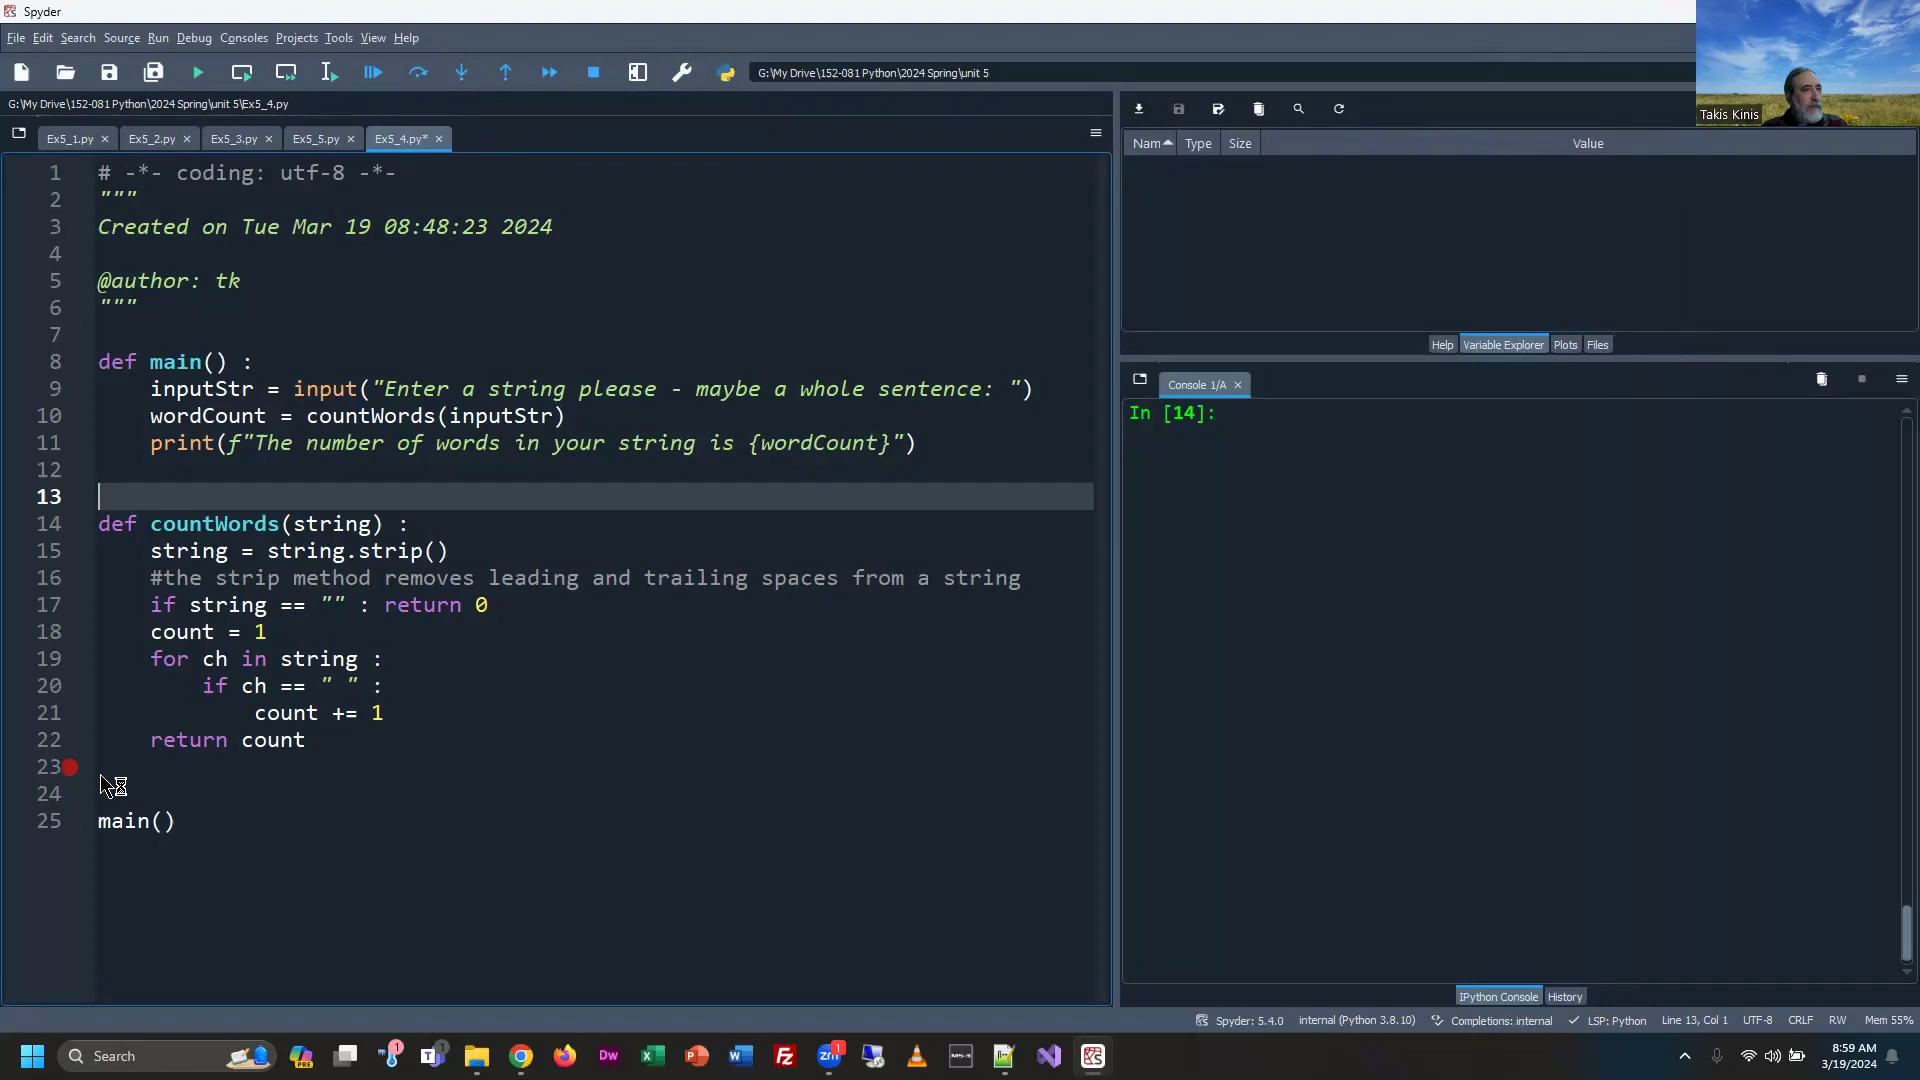 Spyder
File Edit Search Source Run Debug Consoles Projects Tools View Help
G:\My Drive\152-081 Python\2024 Spring\unit 5
Takis Kinis
G:\My Drive\152-081 Python\2024 Spring\unit 5\Ex5_4.py
Ex5_1.py Ex5_2.py Ex5_3.py Ex5_5.py Ex5_4.py*
1 # -*- coding: utf-8 -*-
2 """
3 Created on Tue Mar 19 08:48:23 2024
4
5 @author: tk
6 """
7
8 def main() :
9 inputStr = input("Enter a string please - maybe a whole sentence: ")
10 wordCount = countWords(inputStr)
11 print(f"The number of words in your string is {wordCount}")
12
13
14 def countWords(string) :
15 string = string.strip()
16 #the strip method removes leading and trailing spaces from a string
17 if string == "" : return 0
18 count = 1
19 for ch in string :
20 if ch == " " :
21 count += 1
22 return count
23
24
25 main()
Nam Type Size Value
Help Variable Explorer Plots Files
Console 1/A
In [14]:
IPython Console History
Spyder: 5.4.0 internal (Python 3.8.10) Completions: internal LSP: Python Line 13, Col 1 UTF-8 CRLF RW Mem 55%
Search
PRE
1
T 1
Dw
X
P
W
Fz
zm 1
MS-3
8:59 AM
3/19/2024